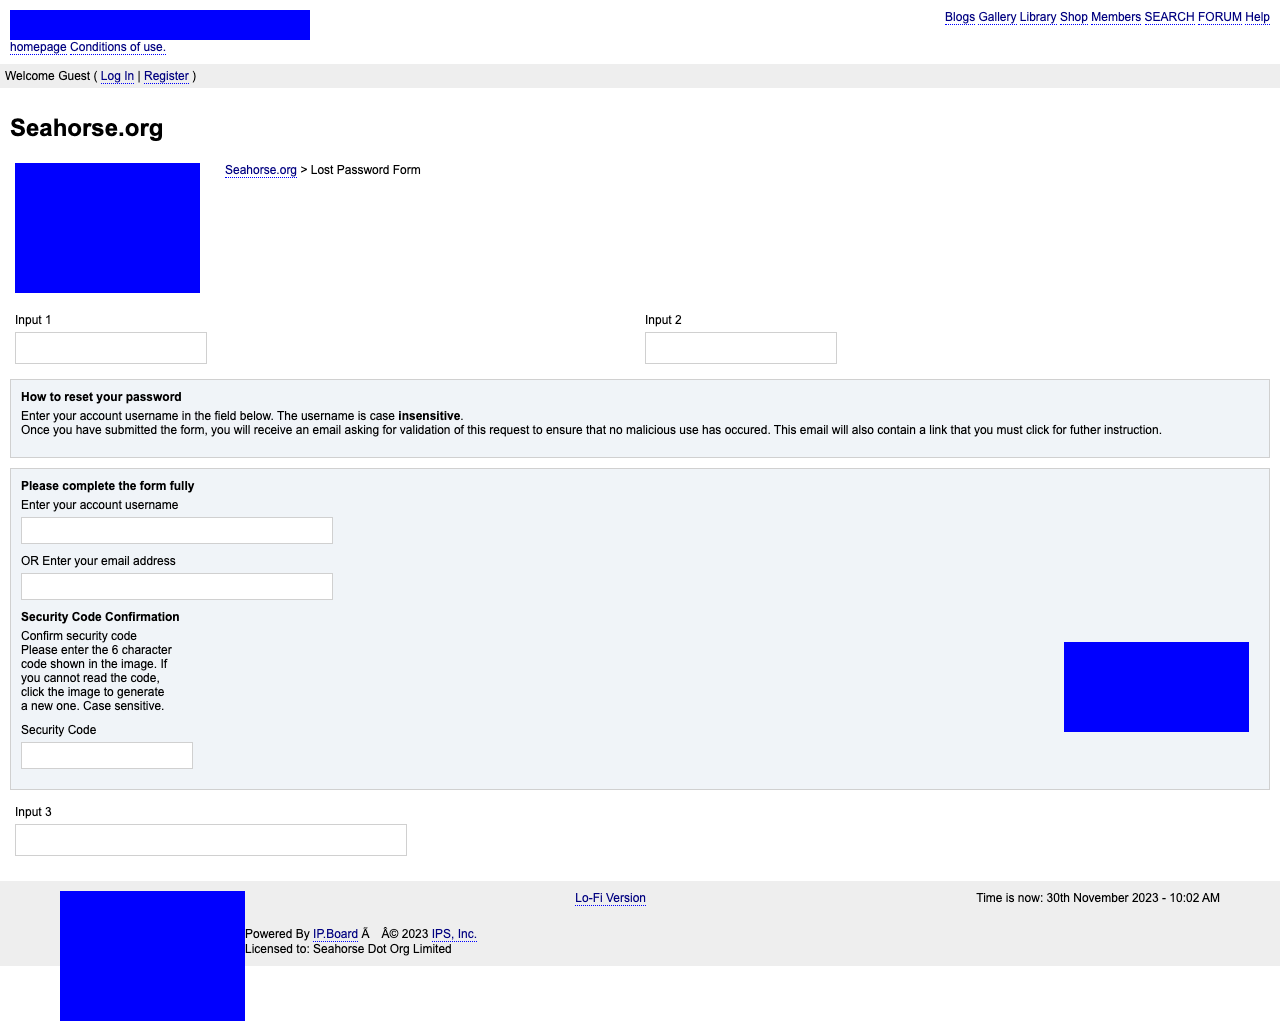 Blogs Gallery Library Shop Members SEARCH FORUM Help
homepage Conditions of use.
Welcome Guest ( Log In | Register )
Seahorse.org
Seahorse.org > Lost Password Form
Input 1
Input 2
How to reset your password
Enter your account username in the field below. The username is case insensitive.
Once you have submitted the form, you will receive an email asking for validation of this request to ensure that no malicious use has occured. This email will also contain a link that you must click for futher instruction.
Please complete the form fully
Enter your account username
OR Enter your email address
Security Code Confirmation
Confirm security code
Please enter the 6 character
code shown in the image. If
you cannot read the code,
click the image to generate
a new one. Case sensitive.
Security Code
Input 3
Lo-Fi Version
Time is now: 30th November 2023 - 10:02 AM
Powered By IP.Board Ã Â© 2023 IPS, Inc.
Licensed to: Seahorse Dot Org Limited